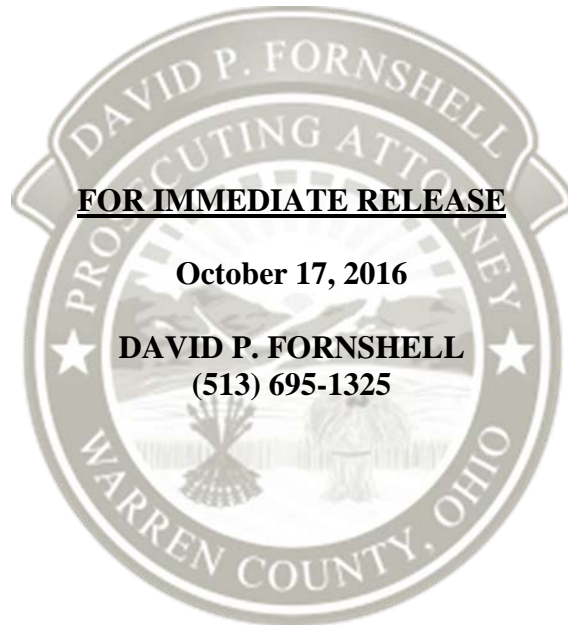 DAVID P. FORNSHELL
PROSECUTING ATTORNEY
FOR IMMEDIATE RELEASE
October 17, 2016
DAVID P. FORNSHELL
(513) 695-1325
WARREN COUNTY, OHIO